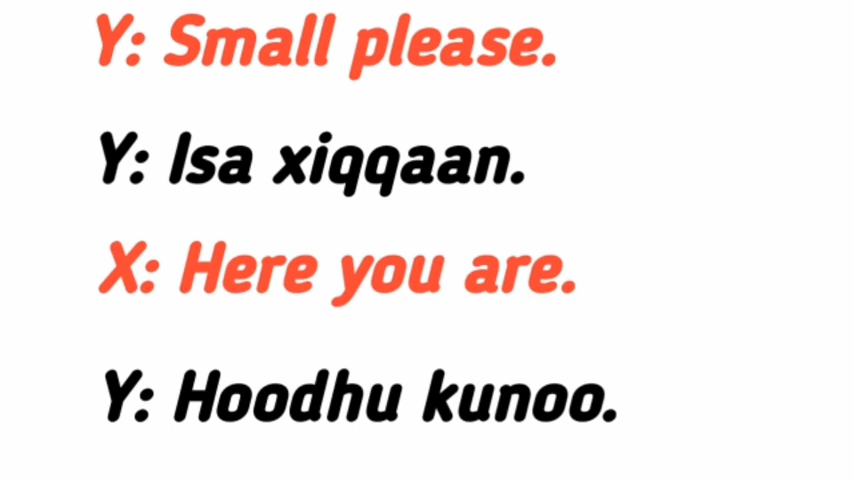 Y: Small please.
Y: Isa xiqqaan.
X: Here you are.
Y: Hoodhu kunoo.